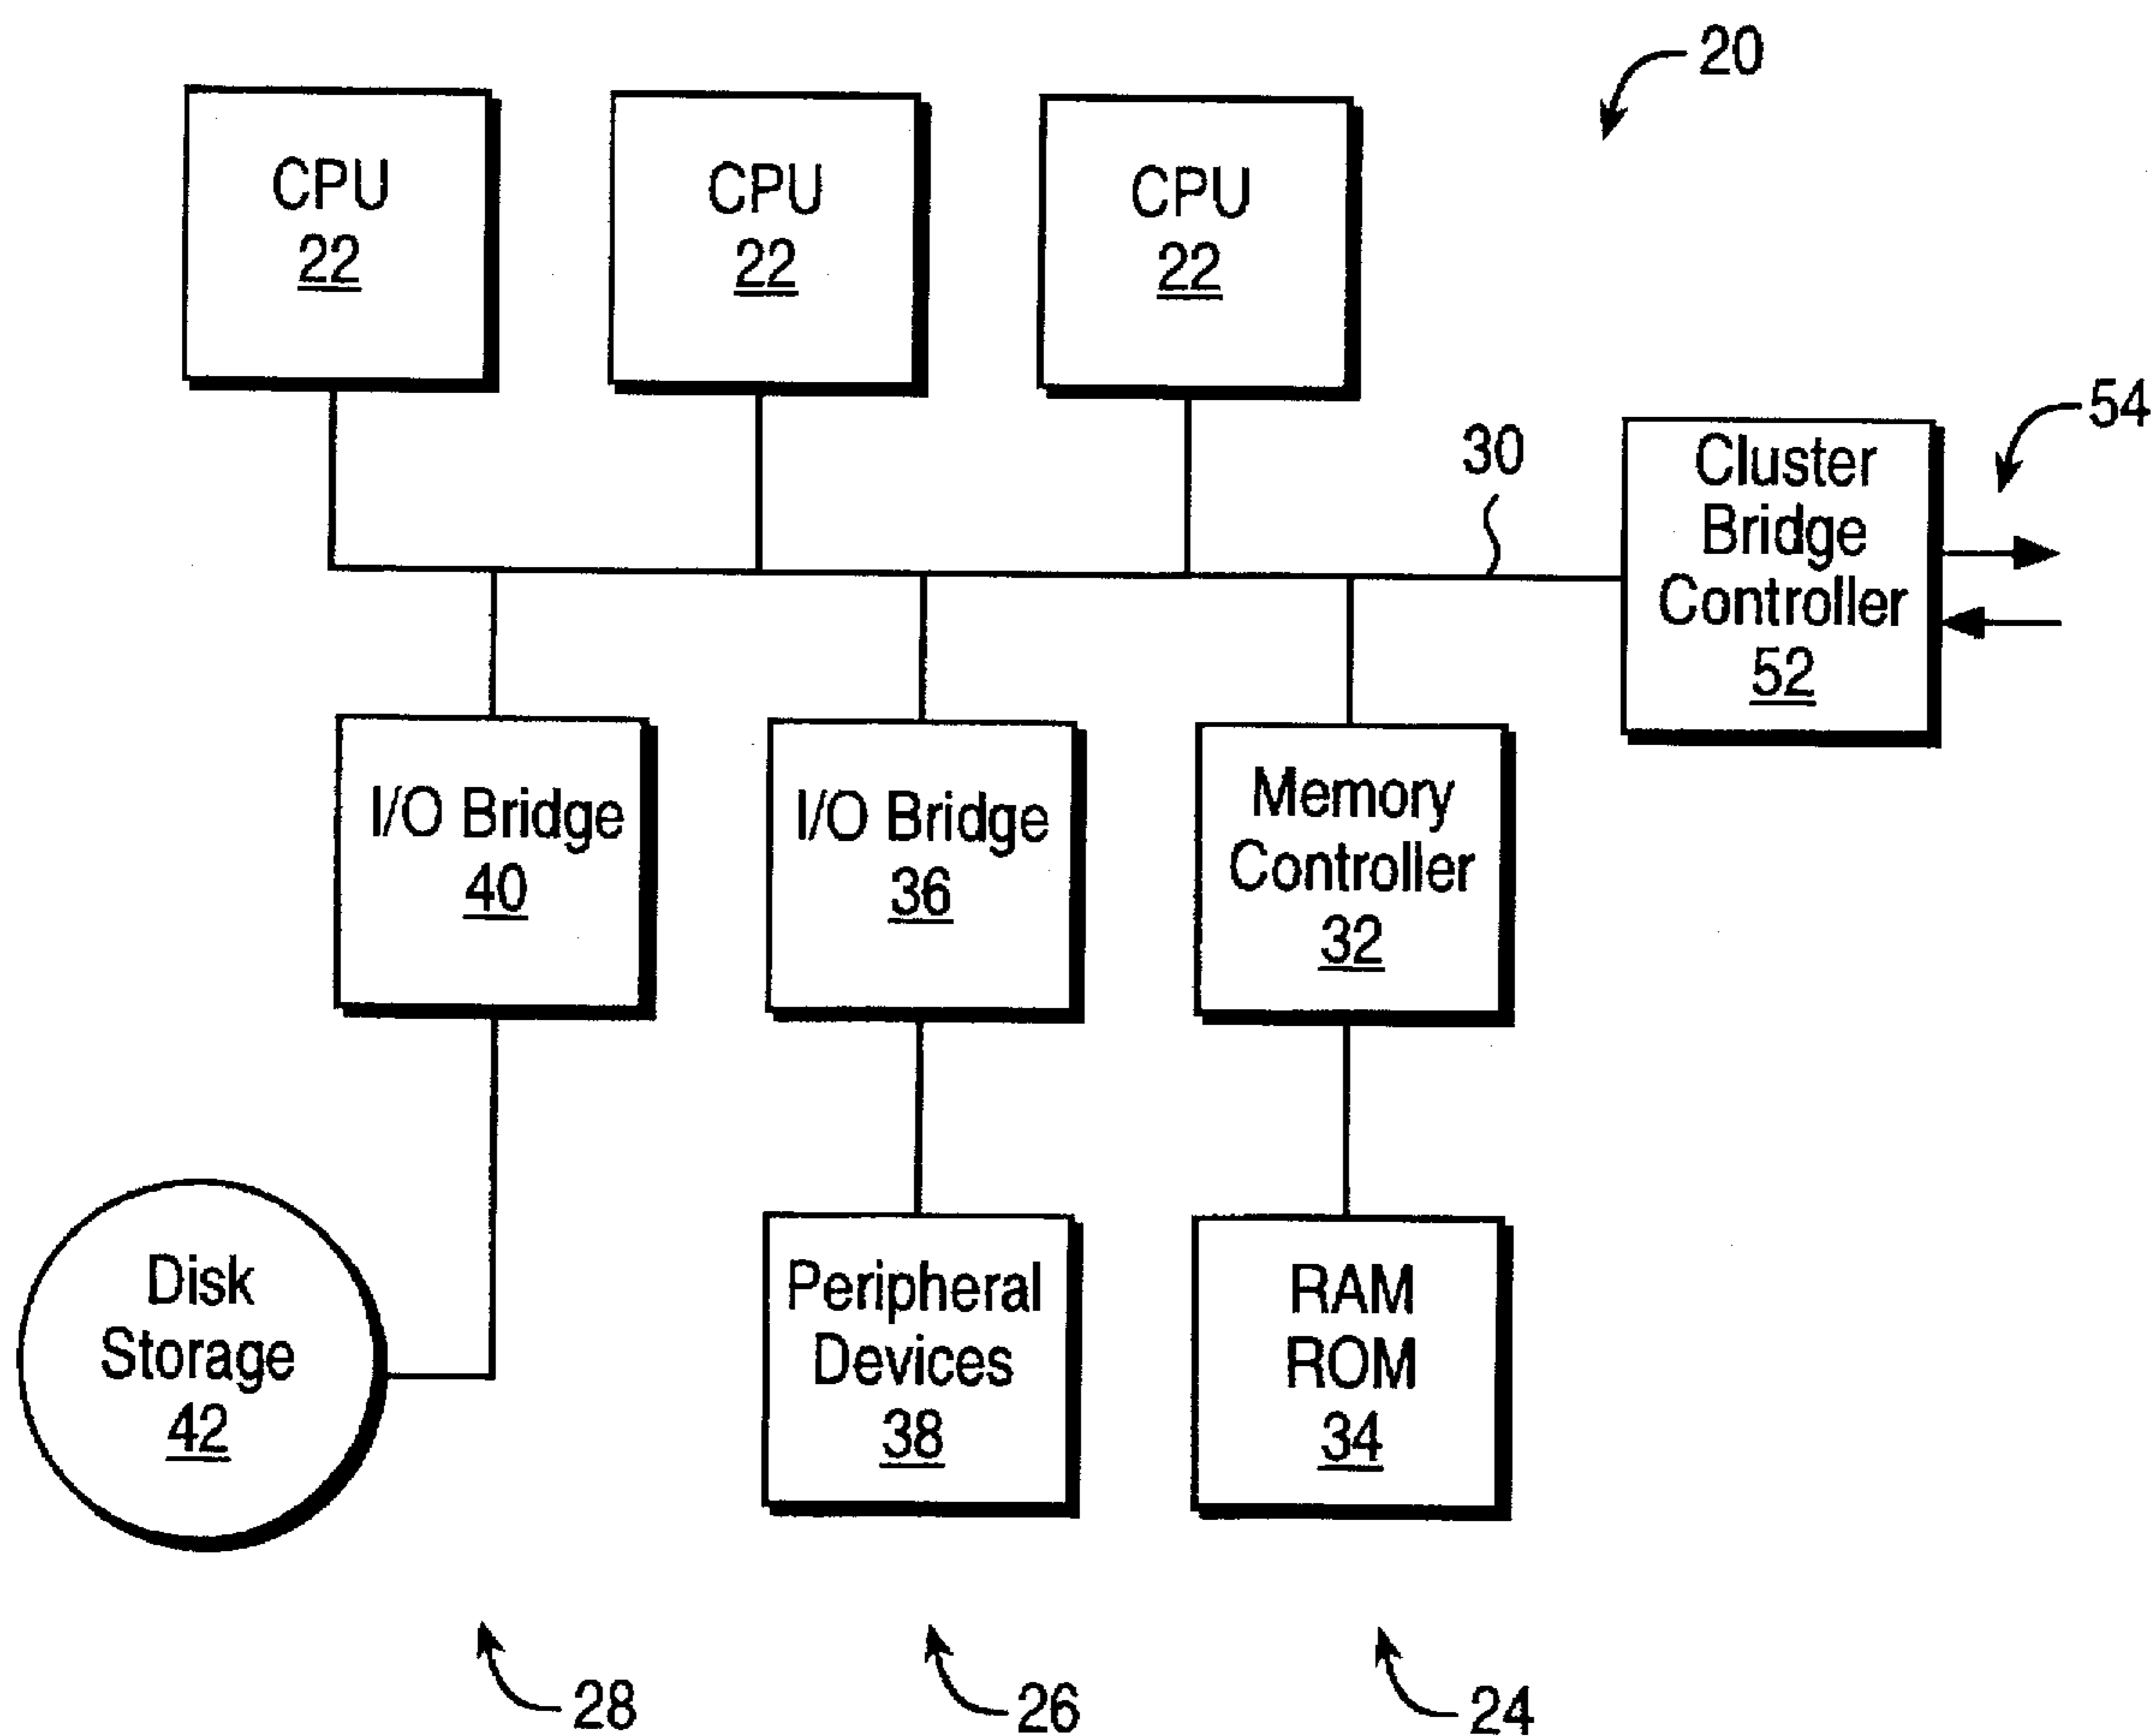 20
CPU
22
CPU
22
CPU
22
54
30
Cluster
Bridge
Controller
52
I/O Bridge
40
I/O Bridge
36
Memory
Controller
32
Disk
Storage
42
Peripheral
Devices
38
RAM
ROM
34
28
26
24